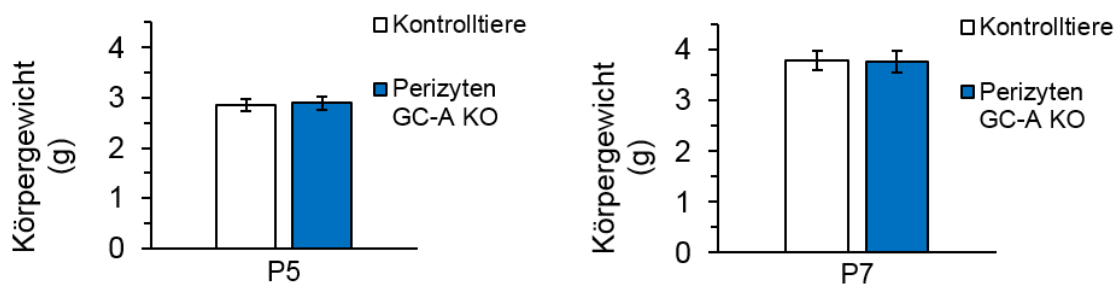 Körpergewicht
(g)
4
3
2
1
0
P5
Kontrolltiere
Perizyten
GC-A KO
Körpergewicht
(g)
4
3
2
1
0
P7
Kontrolltiere
Perizyten
GC-A KO